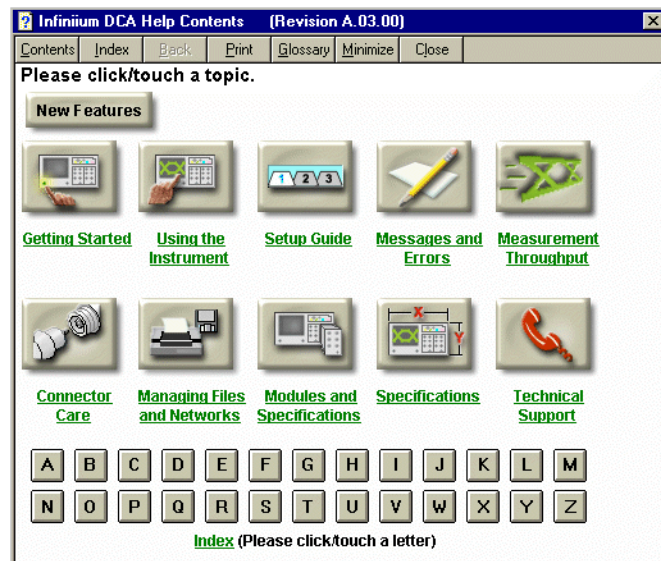 Infiniium DCA Help Contents (Revision A.03.00)
Contents Index Back Print Glossary Minimize Close
Please click/touch a topic.
New Features
1 2 3
Getting Started
Using the
Instrument
Setup Guide
Messages and
Errors
Measurement
Throughput
X
Y
Connector
Care
Managing Files
and Networks
Modules and
Specifications
Specifications
Technical
Support
A B C D E F G H I J K L M
N O P Q R S T U V W X Y Z
Index (Please click/touch a letter)